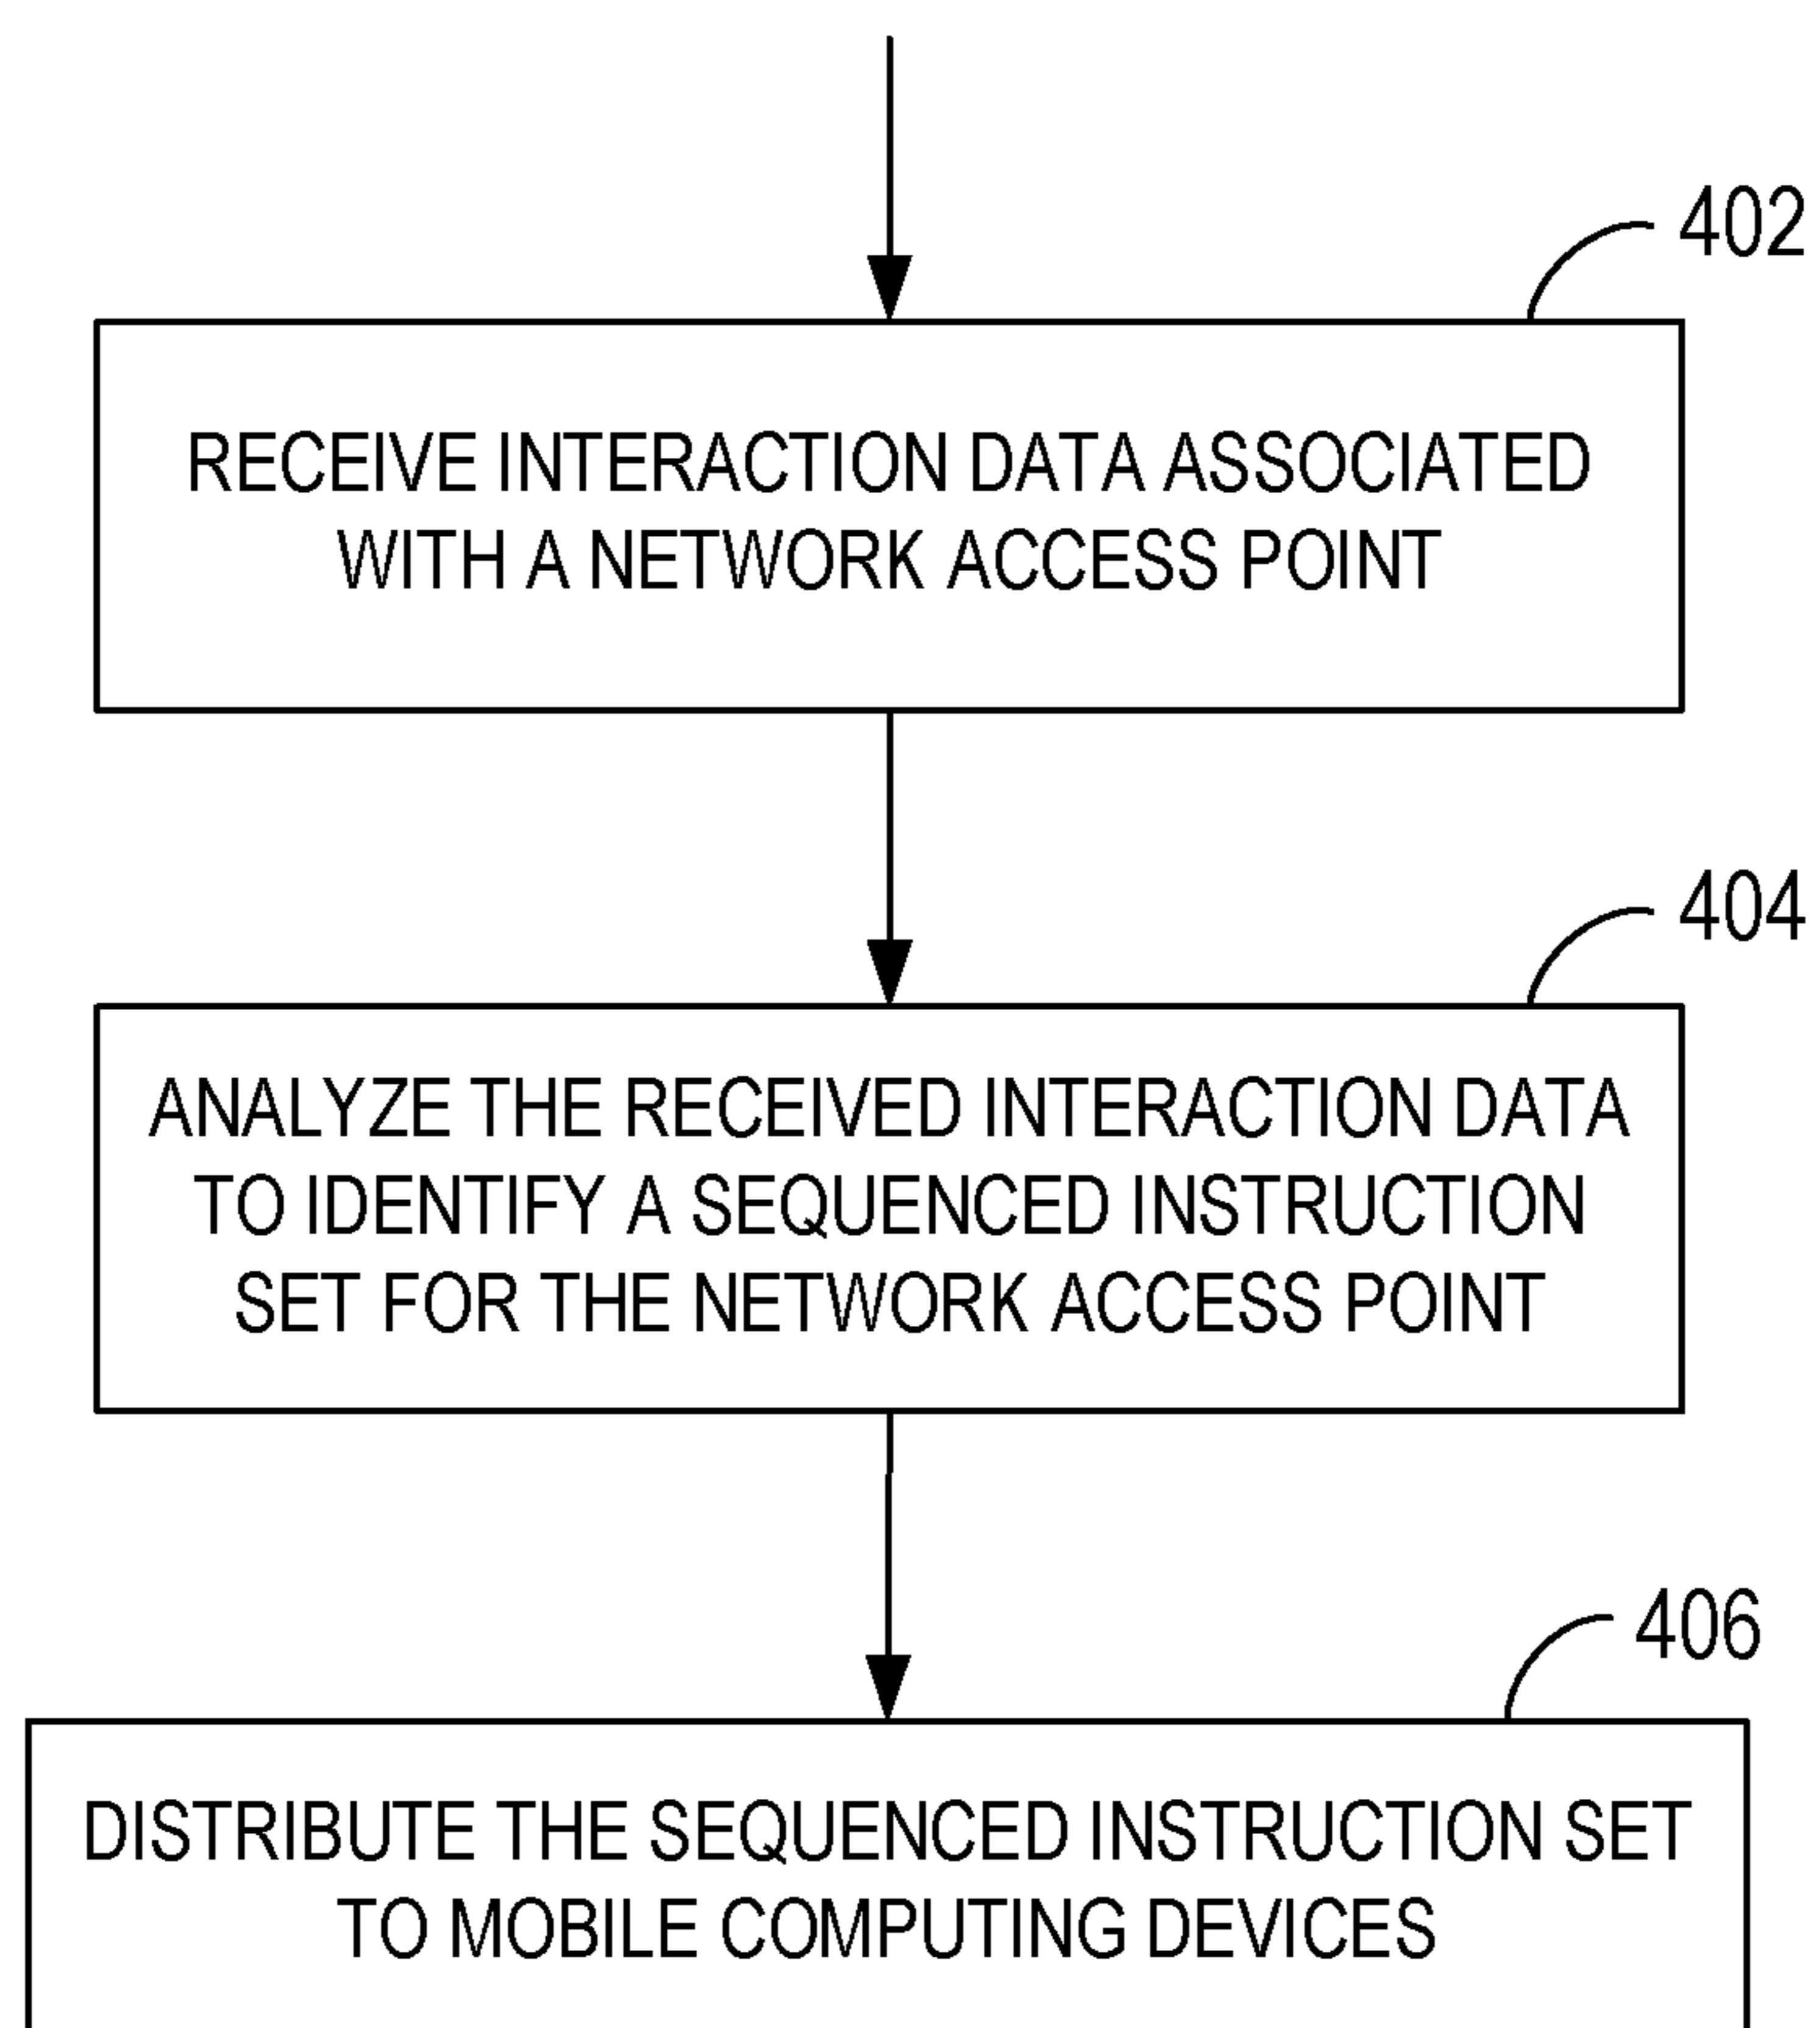 402
RECEIVE INTERACTION DATA ASSOCIATED
WITH A NETWORK ACCESS POINT
404
ANALYZE THE RECEIVED INTERACTION DATA
TO IDENTIFY A SEQUENCED INSTRUCTION
SET FOR THE NETWORK ACCESS POINT
406
DISTRIBUTE THE SEQUENCED INSTRUCTION SET
TO MOBILE COMPUTING DEVICES